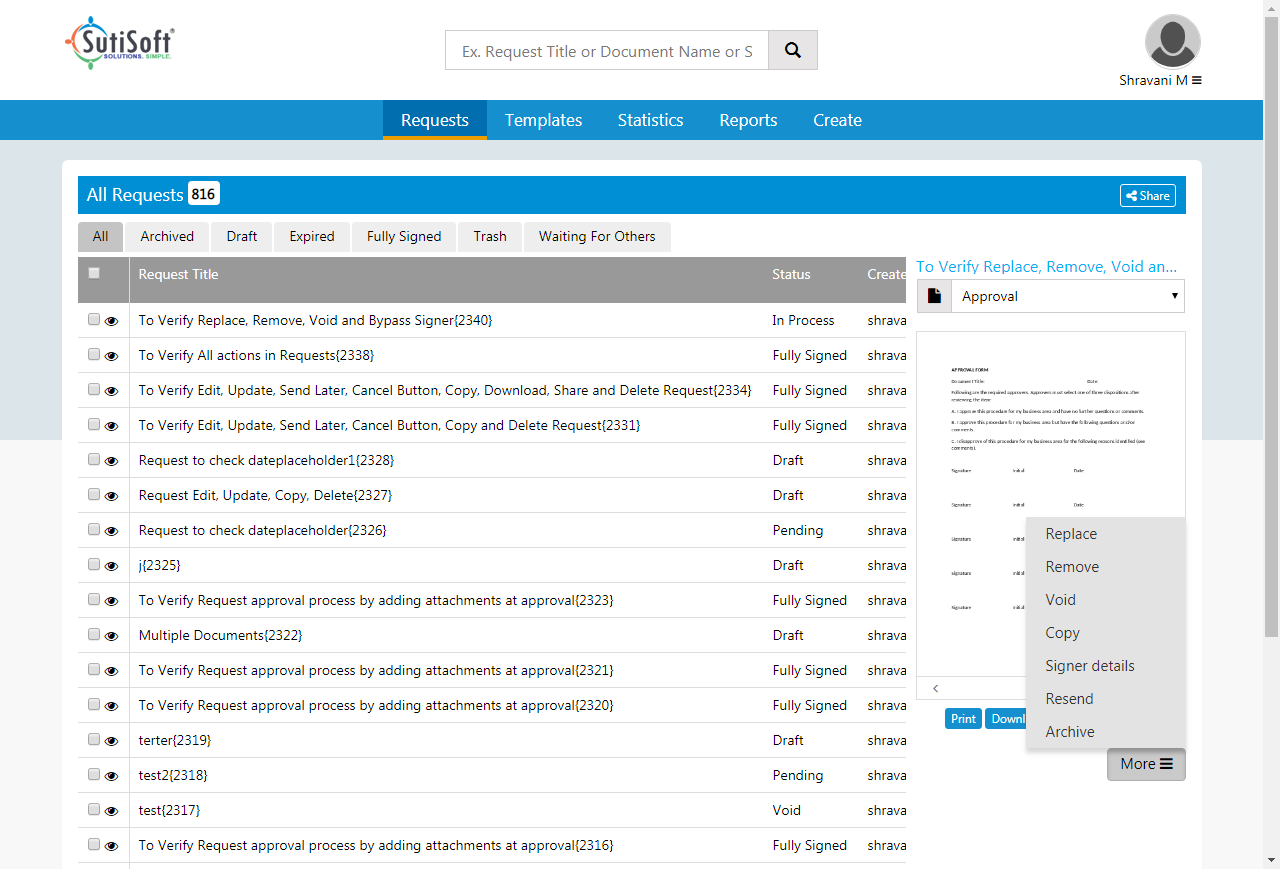 SutiSoft®
SOLUTIONS. SIMPLE.
Ex. Request Title or Document Name or S
Shravani M
Requests Templates Statistics Reports Create
All Requests 816
Share
All Archived Draft Expired Fully Signed Trash Waiting For Others
Request Title Status Create
To Verify Replace, Remove, Void and Bypass Signer{2340} In Process shrava
To Verify All actions in Requests{2338} Fully Signed shrava
To Verify Edit, Update, Send Later, Cancel Button, Copy, Download, Share and Delete Request{2334} Fully Signed shrava
To Verify Edit, Update, Send Later, Cancel Button, Copy and Delete Request{2331} Fully Signed shrava
Request to check dateplaceholder1{2328} Draft shrava
Request Edit, Update, Copy, Delete{2327} Draft shrava
Request to check dateplaceholder{2326} Pending shrava
j{2325} Draft shrava
To Verify Request approval process by adding attachments at approval{2323} Fully Signed shrava
Multiple Documents{2322} Draft shrava
To Verify Request approval process by adding attachments at approval{2321} Fully Signed shrava
To Verify Request approval process by adding attachments at approval{2320} Fully Signed shrava
terter{2319} Draft shrava
test2{2318} Pending shrava
test{2317} Void shrava
To Verify Request approval process by adding attachments at approval{2316} Fully Signed shrava
To Verify Replace, Remove, Void an...
Approval
APPROVAL FORM
Document Title: Date:
Following are the required approvers. Approvers must select one of three dispositions after
reviewing the item:
A. I approve this procedure for my business area and have no further questions or comments.
B. I approve this procedure for my business area but have the following questions and/or
comments.
C. I disapprove of this procedure for my business area for the following reasons identified (see
comments).
Signature Initial Date
Signature Initial Date
Signature Initial
Signature Initial
Signature Initial
Replace
Remove
Void
Copy
Signer details
Resend
Archive
Print Downl
More